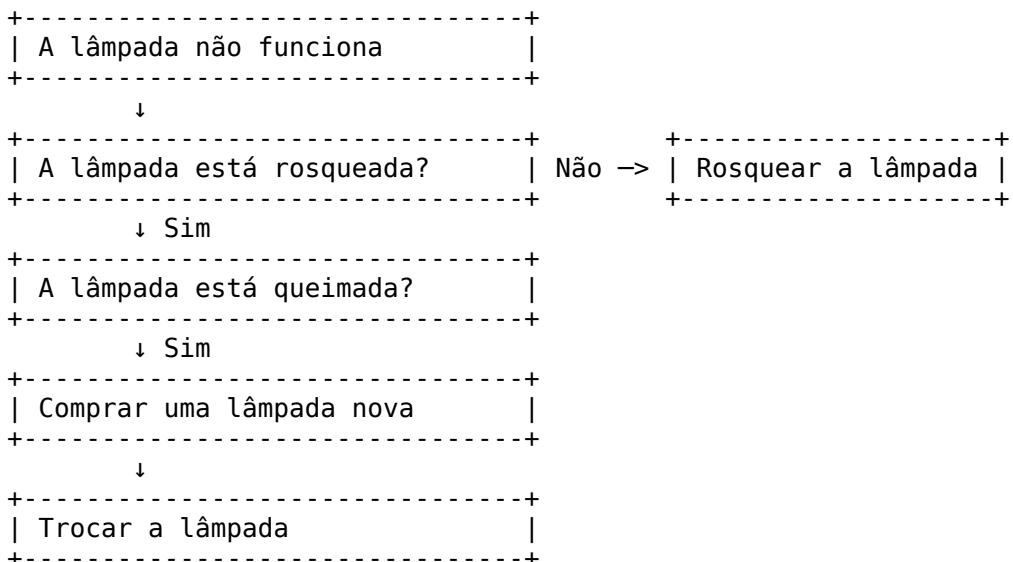 A lâmpada não funciona
↓
A lâmpada está rosqueada? Não —> Rosquear a lâmpada
↓ Sim
A lâmpada está queimada?
↓ Sim
Comprar uma lâmpada nova
↓
Trocar a lâmpada